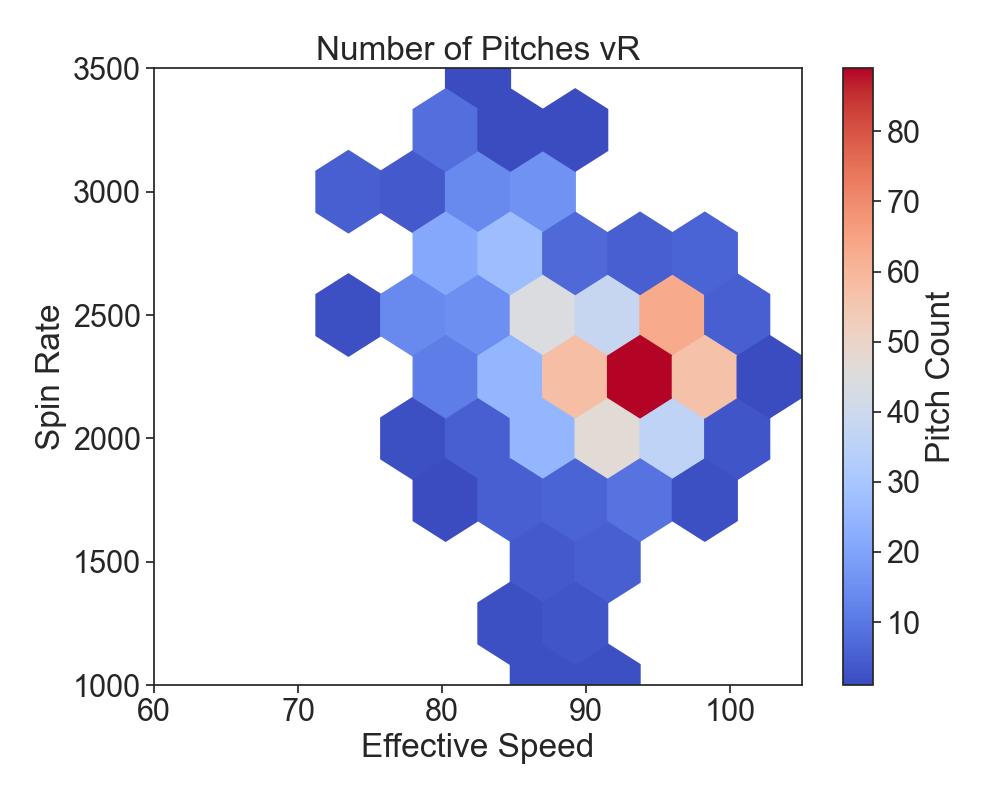 Number of Pitches vR
3500
3000
2500
2000
1500
1000
Spin Rate
60 70 80 90 100
Effective Speed
80
70
60
50
40
30
20
10
Pitch Count